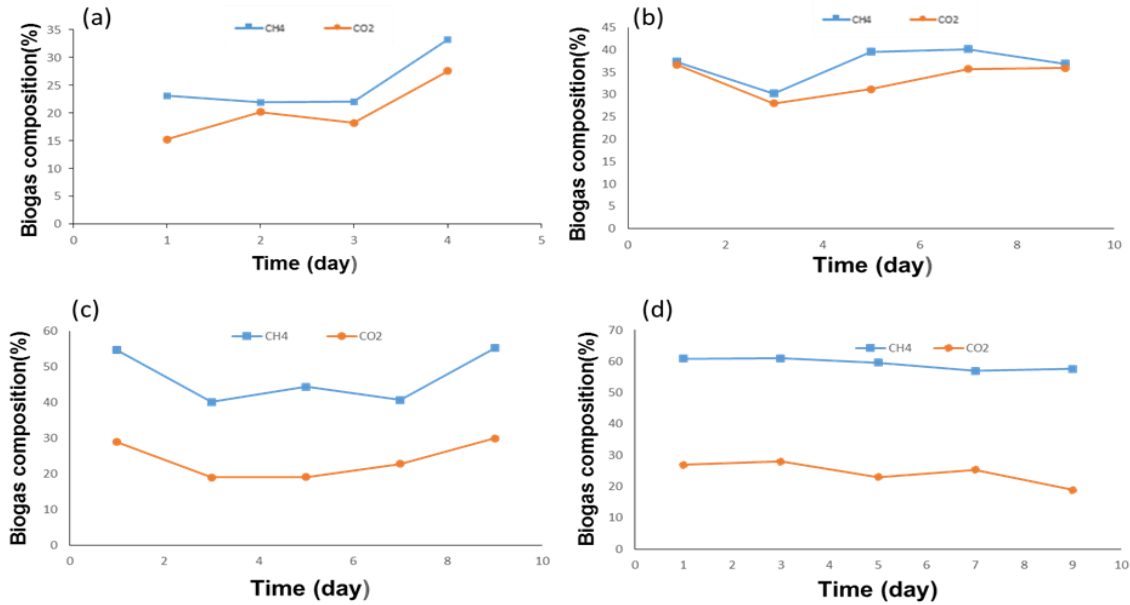 (a)
CH4 CO2
Biogas composition(%)
35
30
25
20
15
10
5
0
0 1 2 3 4 5
Time (day)
(b)
CH4 CO2
Biogas composition(%)
45
40
35
30
25
20
15
10
5
0
0 2 4 6 8 10
Time (day)
(c)
CH4 CO2
Biogas composition(%)
60
50
40
30
20
10
0
0 2 4 6 8 10
Time (day)
(d)
CH4 CO2
Biogas composition(%)
70
60
50
40
30
20
10
0
0 1 2 3 4 5 6 7 8 9 10
Time (day)